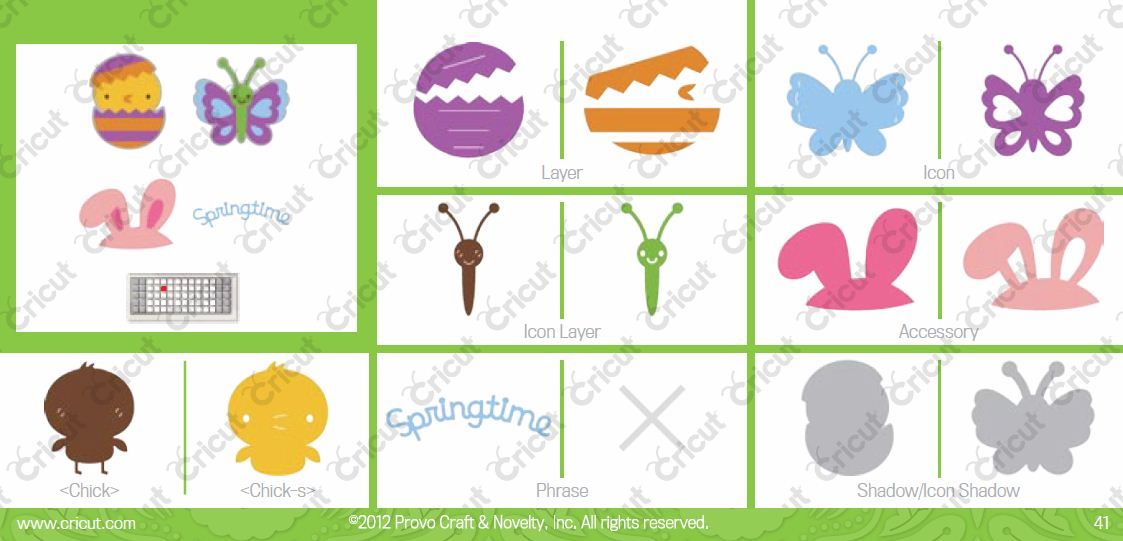 Springtime
Layer
Icon
Icon Layer
Accessory
<Chick>
<Chick-s>
Springtime
Phrase
Shadow/Icon Shadow
www.cricut.com
©2012 Provo Craft & Novelty, Inc. All rights reserved.
41
Cricut